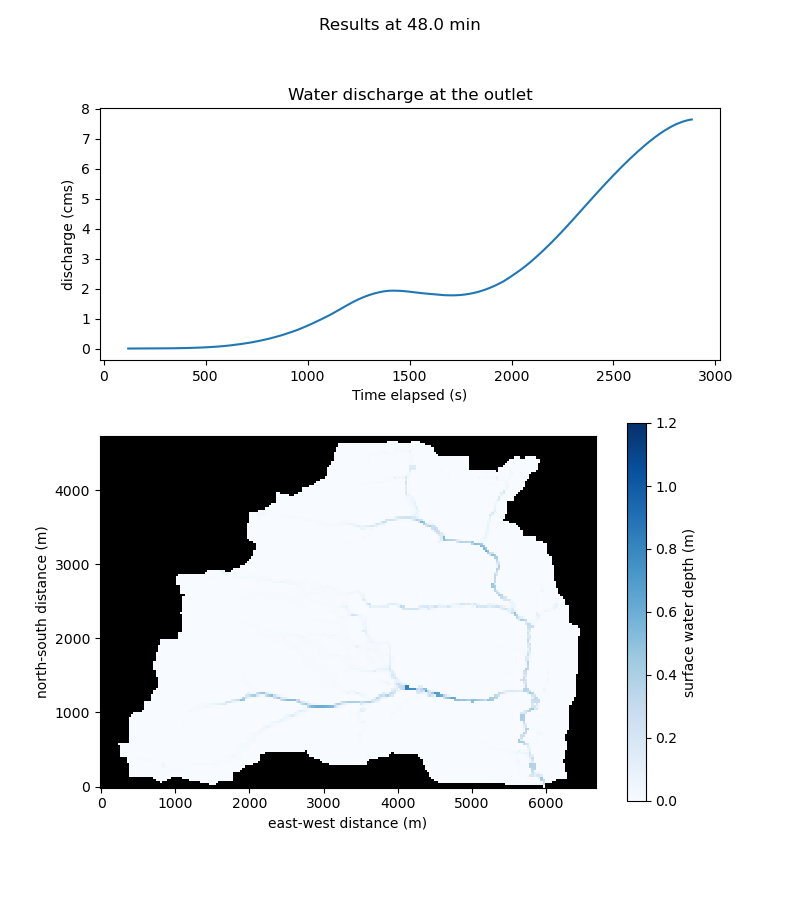 Results at 48.0 min
Water discharge at the outlet
8
7
6
5
4
3
2
1
0
discharge (cms)
0 500 1000 1500 2000 2500 3000
Time elapsed (s)
4000
3000
2000
1000
0
north-south distance (m)
0 1000 2000 3000 4000 5000 6000
east-west distance (m)
1.2
1.0
0.8
0.6
0.4
0.2
0.0
surface water depth (m)